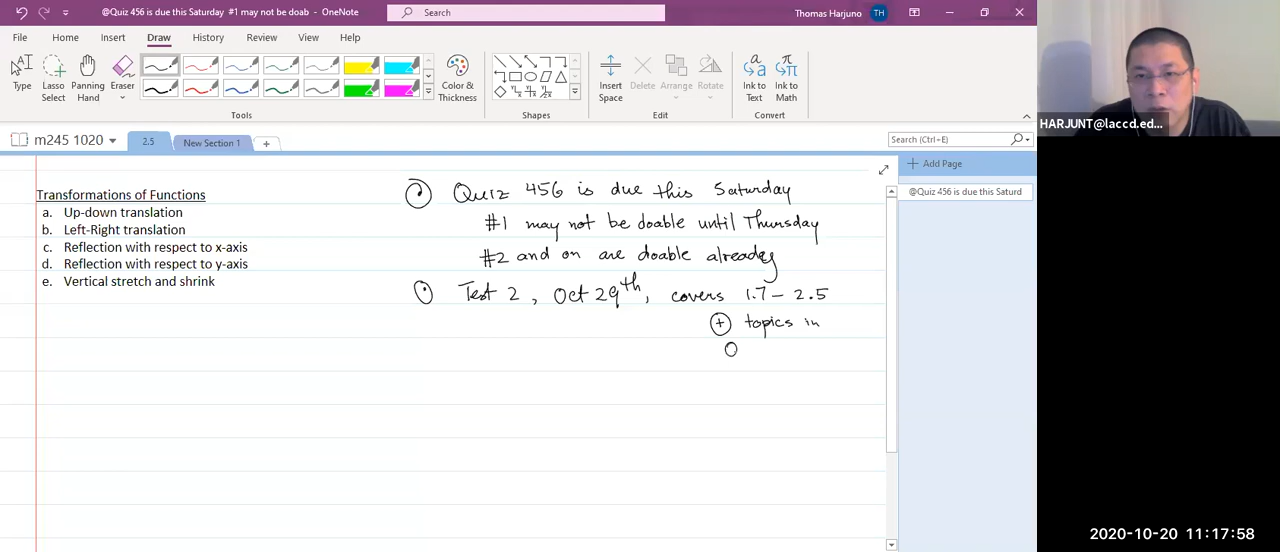 @Quiz 456 is due this Saturday #1 may not be doab - OneNote
Search
Thomas Harjuno TH
File Home Insert Draw History Review View Help
Type
Lasso Select
Panning Hand
Eraser
Color & Thickness
Insert Space
Delete
Arrange
Rotate
Ink to Text
Ink to Math
Tools
Shapes
Edit
Convert
m245 1020
2.5
New Section 1
Search (Ctrl+E)
Add Page
@Quiz 456 is due this Saturd
Transformations of Functions
a. Up-down translation
b. Left-Right translation
c. Reflection with respect to x-axis
d. Reflection with respect to y-axis
e. Vertical stretch and shrink
Quiz 456 is due this Saturday
#1 may not be doable until Thursday
#2 and on are doable already
Test 2, Oct 29th, covers 1.7 - 2.5
+ topics in
HARJUNT@laccd.ed...
2020-10-20 11:17:58